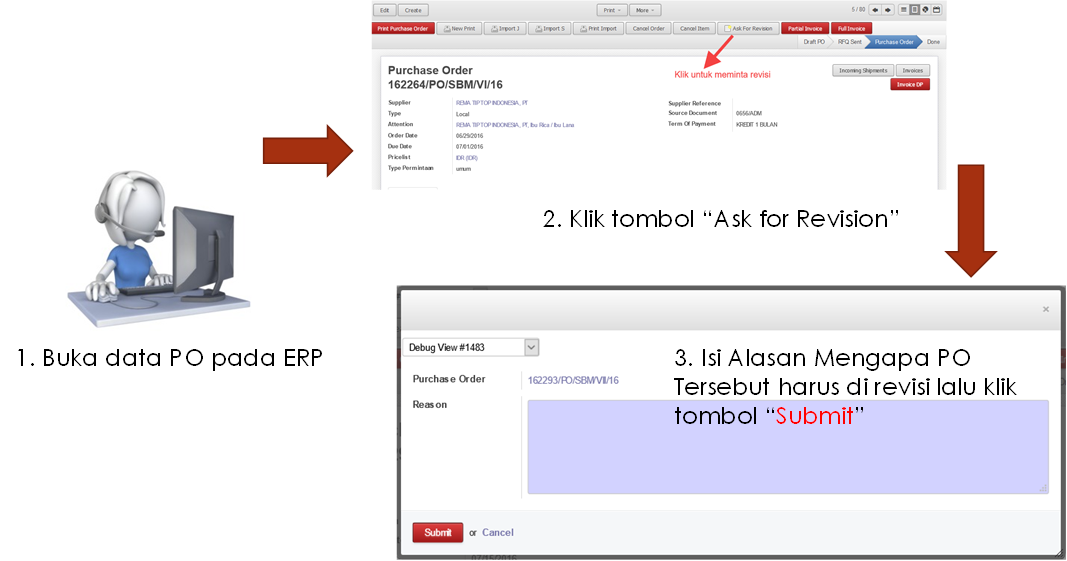 Edit Create Print More 5 / 80
Print Purchase Order New Print Import J Import S Print Import Cancel Order Cancel Item Ask For Revision Partial Invoice Full Invoice
Draft PO RFQ Sent Purchase Order Done
Purchase Order
162264/PO/SBM/VI/16
Klik untuk meminta revisi
Incoming Shipments Invoices
Invoice DP
Supplier REMA TIPTOP INDONESIA, PT Supplier Reference
Type Local Source Document 0656/ADM
Attention REMA TIPTOP INDONESIA, PT, Ibu Rica / Ibu Lana Term Of Payment KREDIT 1 BULAN
Order Date 06/29/2016
Due Date 07/01/2016
Pricelist IDR (IDR)
Type Permintaan umum
2. Klik tombol “Ask for Revision”
1. Buka data PO pada ERP
×
Debug View #1483
3. Isi Alasan Mengapa PO
Tersebut harus di revisi lalu klik
tombol “Submit”
Purchase Order 162293/PO/SBM/VII/16
Reason
Submit or Cancel
07/15/2016